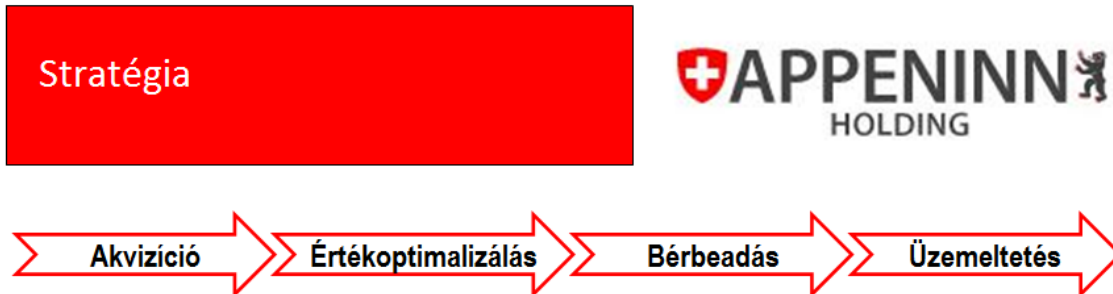 Stratégia
APPENINN
HOLDING
Akvizíció
Értékoptimalizálás
Bérbeadás
Üzemeltetés